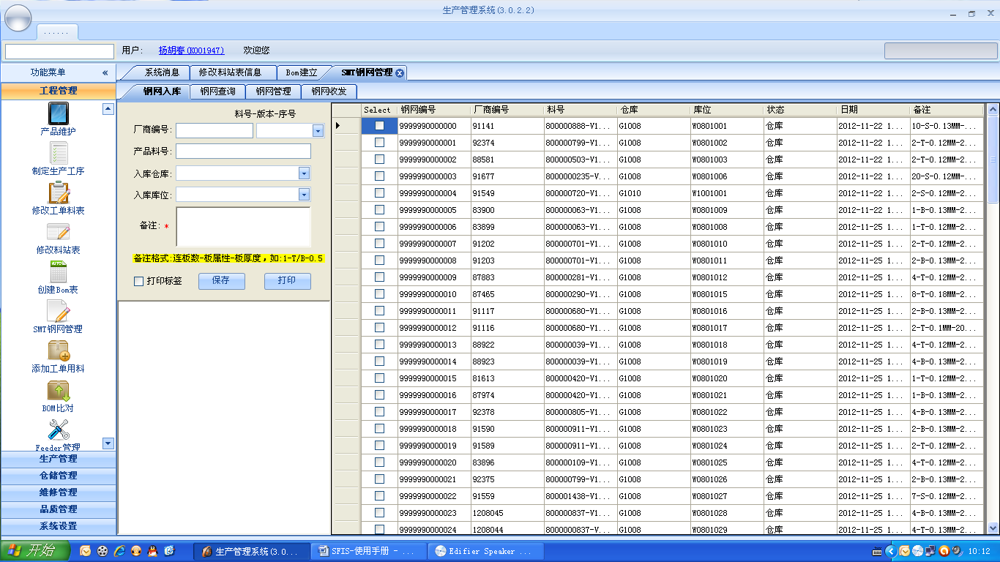 生产管理系统(3.0.2.2)
......
用户: 杨胡春(K001947) 欢迎您
功能菜单 «
系统消息 修改料站表信息 Bom建立 SMT钢网管理
工程管理
产品维护
制定生产工序
修改工单料表
修改料站表
创建Bom表
SMT钢网管理
添加工单用料
BOM比对
Feeder管理
生产管理
仓储管理
维修管理
品质管理
系统设置
钢网入库 钢网查询 钢网管理 钢网收发
料号-版本-序号
厂商编号:
产品料号:
入库仓库:
入库库位:
备注: *
备注格式:连板数-板属性-板厚度,如:1-T/B-0.5
打印标签 保存 打印
Select 钢网编号 厂商编号 料号 仓库 库位 状态 日期 备注
9999990000000 91141 800000887-V1... G1008 W0801001 仓库 2012-11-22 1... 10-S-0.13MM-...
9999990000001 92374 800000799-V1... G1008 W0801002 仓库 2012-11-22 1... 2-T-0.12MM-2...
9999990000002 88581 800000503-V1... G1008 W0801003 仓库 2012-11-22 1... 2-T-0.12MM-2...
9999990000003 91677 8000000235-V... G1008 W0801006 仓库 2012-11-22 1... 20-S-0.12MM-...
9999990000004 91549 800000720-V1... G1010 W1001001 仓库 2012-11-22 1... 2-S-0.12MM-2...
9999990000005 83900 800000063-V1... G1008 W0801009 仓库 2012-11-22 1... 1-B-0.13MM-2...
9999990000006 83899 800000063-V1... G1008 W0801008 仓库 2012-11-22 1... 1-T-0.12MM-2...
9999990000007 91202 800000701-V1... G1008 W0801010 仓库 2012-11-22 1... 2-T-0.12MM-2...
9999990000008 91203 800000701-V1... G1008 W0801011 仓库 2012-11-22 1... 2-B-0.13MM-2...
9999990000009 87883 800000281-V1... G1008 W0801012 仓库 2012-11-25 1... 4-T-0.12MM-2...
9999990000010 87465 800000290-V1... G1008 W0801015 仓库 2012-11-25 1... 8-T-0.18MM-2...
9999990000011 91117 800000680-V1... G1008 W0801016 仓库 2012-11-25 1... 2-B-0.13MM-2...
9999990000012 91116 800000680-V1... G1008 W0801017 仓库 2012-11-25 1... 2-T-0.1MM-20...
9999990000013 88922 800000039-V1... G1008 W0801018 仓库 2012-11-25 1... 4-T-0.12MM-2...
9999990000014 88923 800000039-V1... G1008 W0801019 仓库 2012-11-25 1... 4-B-0.13MM-2...
9999990000015 81613 800000420-V1... G1008 W0801020 仓库 2012-11-25 1... 1-T-0.12MM-2...
9999990000016 87974 800000420-V1... G1008 W0801021 仓库 2012-11-25 1... 1-B-0.13MM-2...
9999990000017 92378 800000805-V1... G1008 W0801022 仓库 2012-11-25 1... 4-B-0.13MM-2...
9999990000018 91590 800000911-V1... G1008 W0801023 仓库 2012-11-25 1... 2-B-0.13MM-2...
9999990000019 91589 800000911-V1... G1008 W0801024 仓库 2012-11-25 1... 2-T-0.12MM-2...
9999990000020 83896 800000109-V1... G1008 W0801025 仓库 2012-11-25 1... 4-T-0.12MM-2...
9999990000021 92375 800000799-V1... G1008 W0801026 仓库 2012-11-25 1... 2-B-0.13MM-2...
9999990000022 91559 800001438-V1... G1008 W0801027 仓库 2012-11-25 1... 7-S-0.12MM-2...
9999990000023 1208045 800000837-V1... G1008 W0801028 仓库 2012-11-25 1... 4-B-0.13MM-2...
9999990000024 1208044 8000000837-V... G1008 W0801029 仓库 2012-11-25 1... 4-T-0.13MM-2...
开始 生产管理系统(3.0... SFIS-使用手册 - ... Edifier Speaker ... 10:12